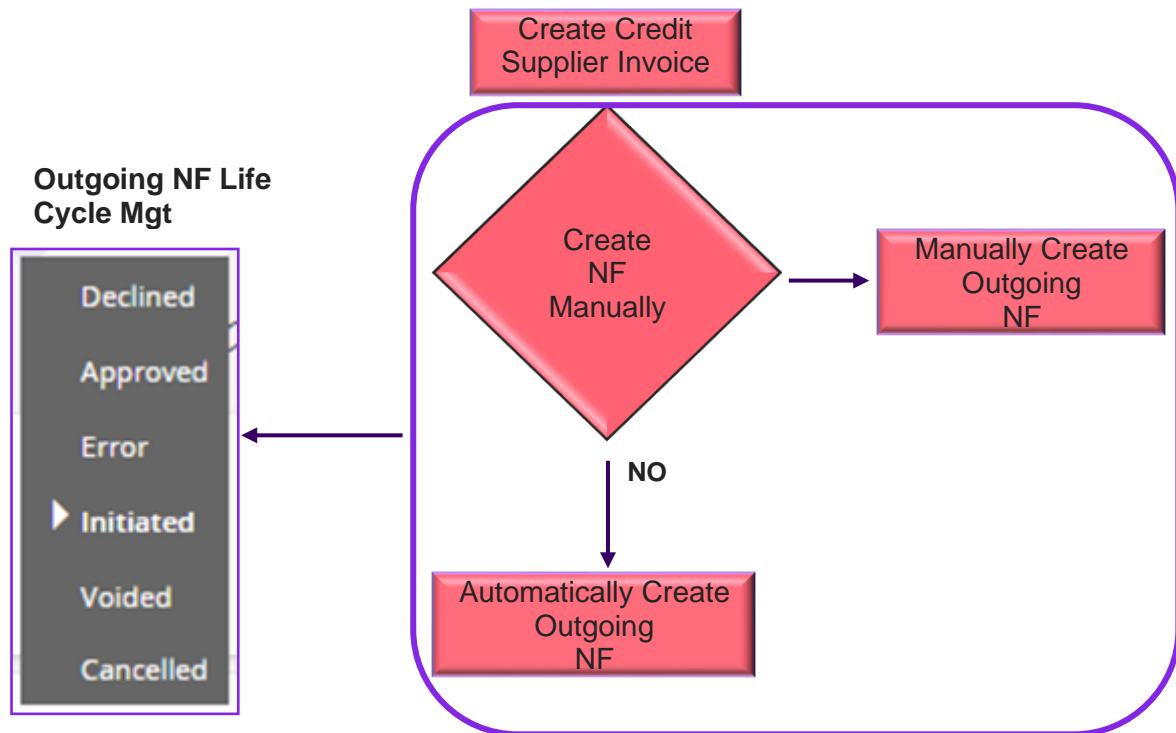 Create Credit
Supplier Invoice
Outgoing NF Life
Cycle Mgt
Declined
Approved
Error
Initiated
Voided
Cancelled
Create
NF
Manually
Manually Create
Outgoing
NF
NO
Automatically Create
Outgoing
NF